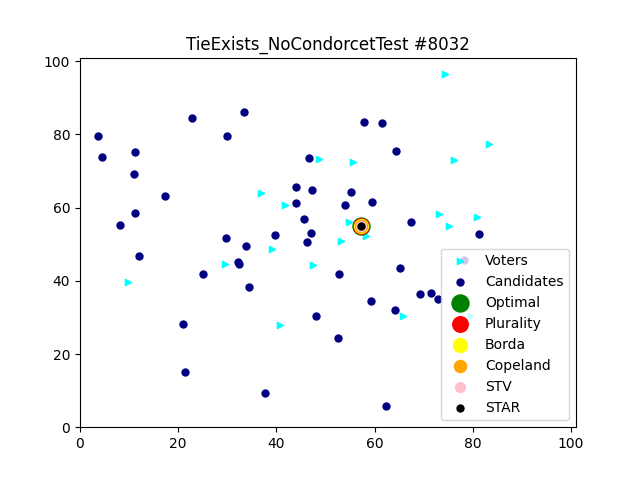 TieExists_NoCondorcetTest #8032
100
80
60
40
20
0
0 20 40 60 80 100
Voters
Candidates
Optimal
Plurality
Borda
Copeland
STV
STAR